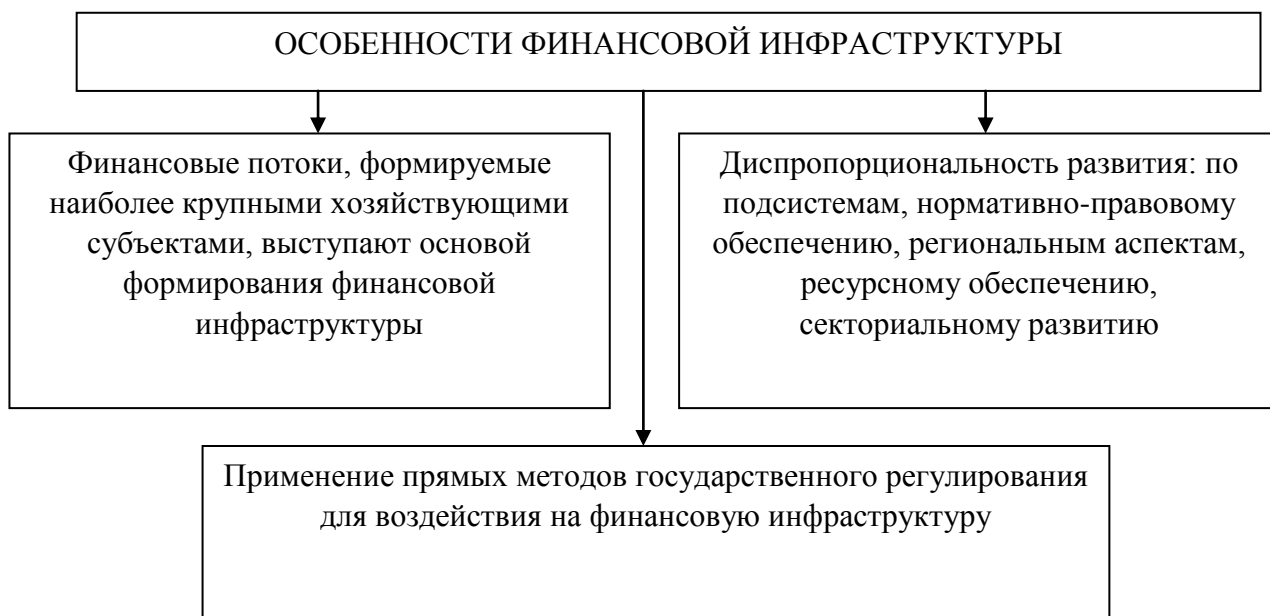 ОСОБЕННОСТИ ФИНАНСОВОЙ ИНФРАСТРУКТУРЫ
Финансовые потоки, формируемые
наиболее крупными хозяйствующими
субъектами, выступают основой
формирования финансовой
инфраструктуры
Диспропорциональность развития: по
подсистемам, нормативно-правовому
обеспечению, региональным аспектам,
ресурсному обеспечению,
секториальному развитию
Применение прямых методов государственного регулирования
для воздействия на финансовую инфраструктуру